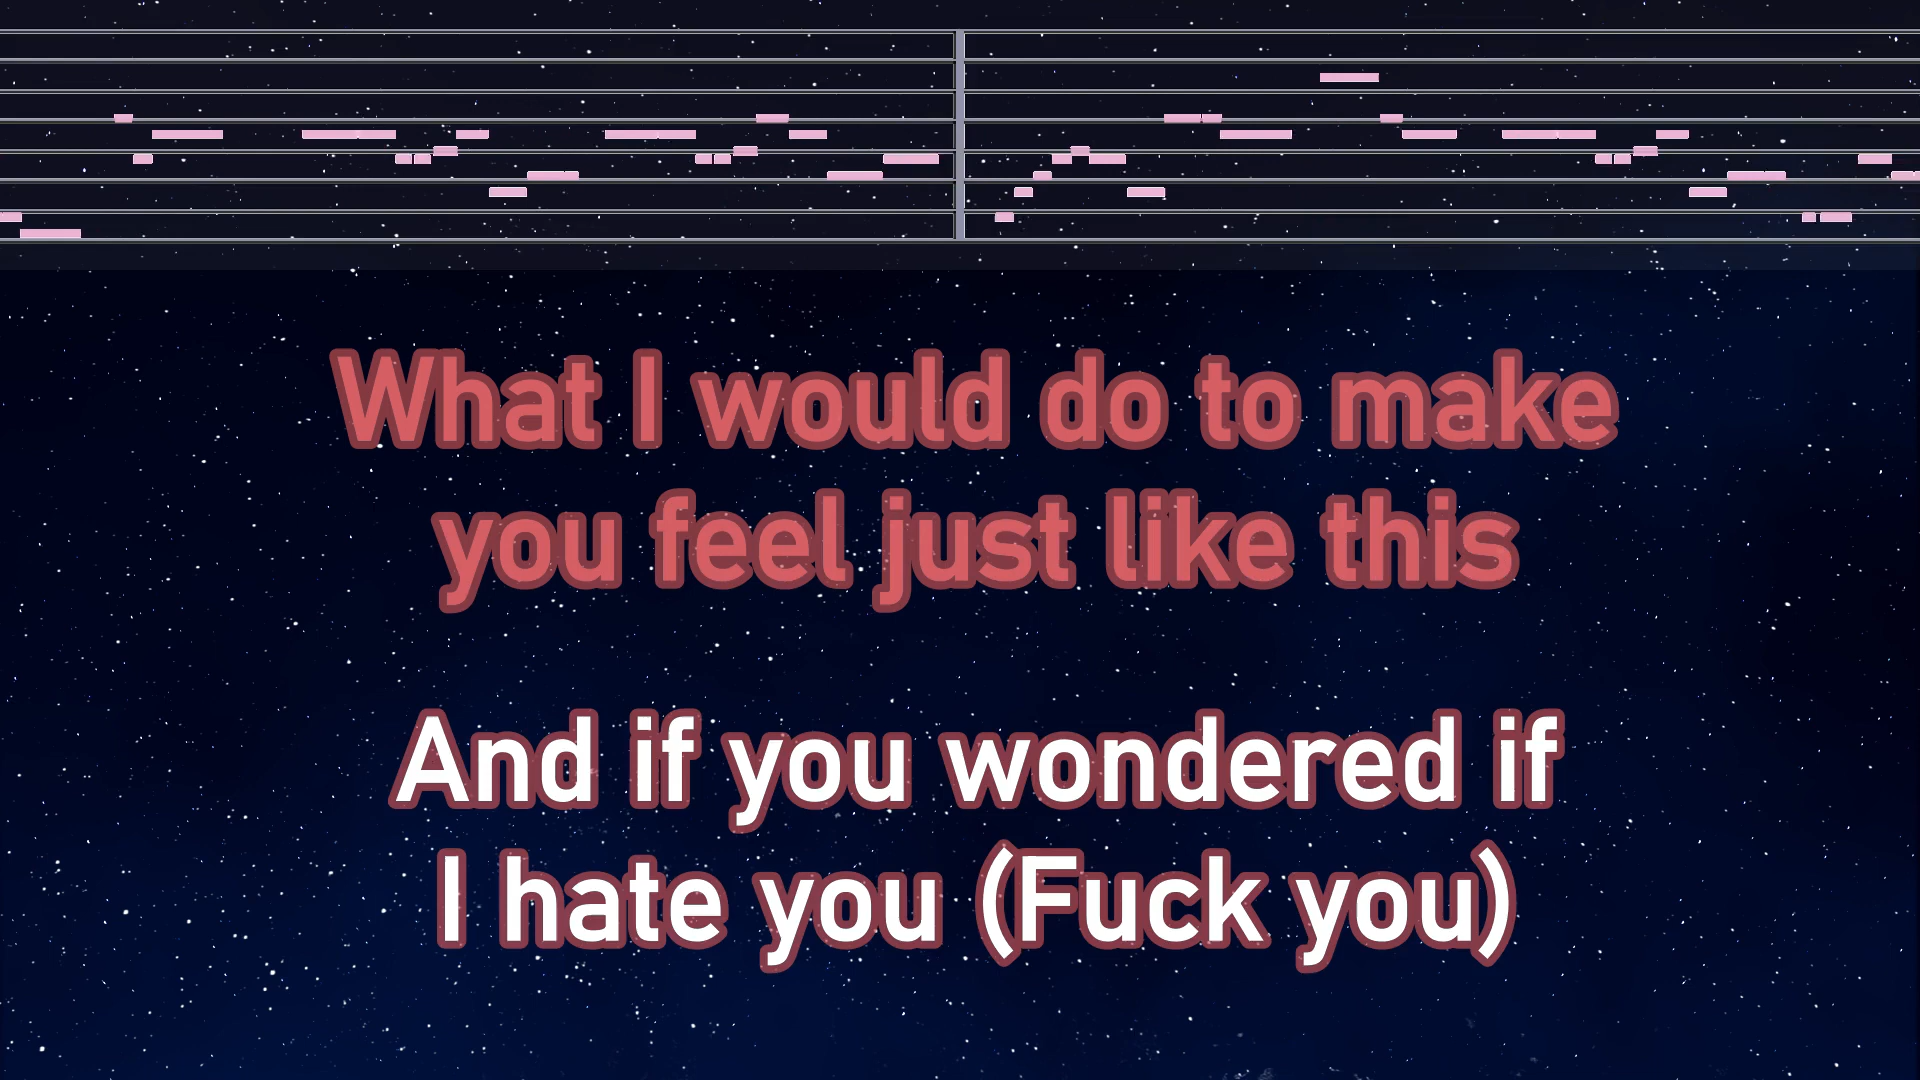 What I would do to make
you feel just like this
And if you wondered if
I hate you (Fuck you)